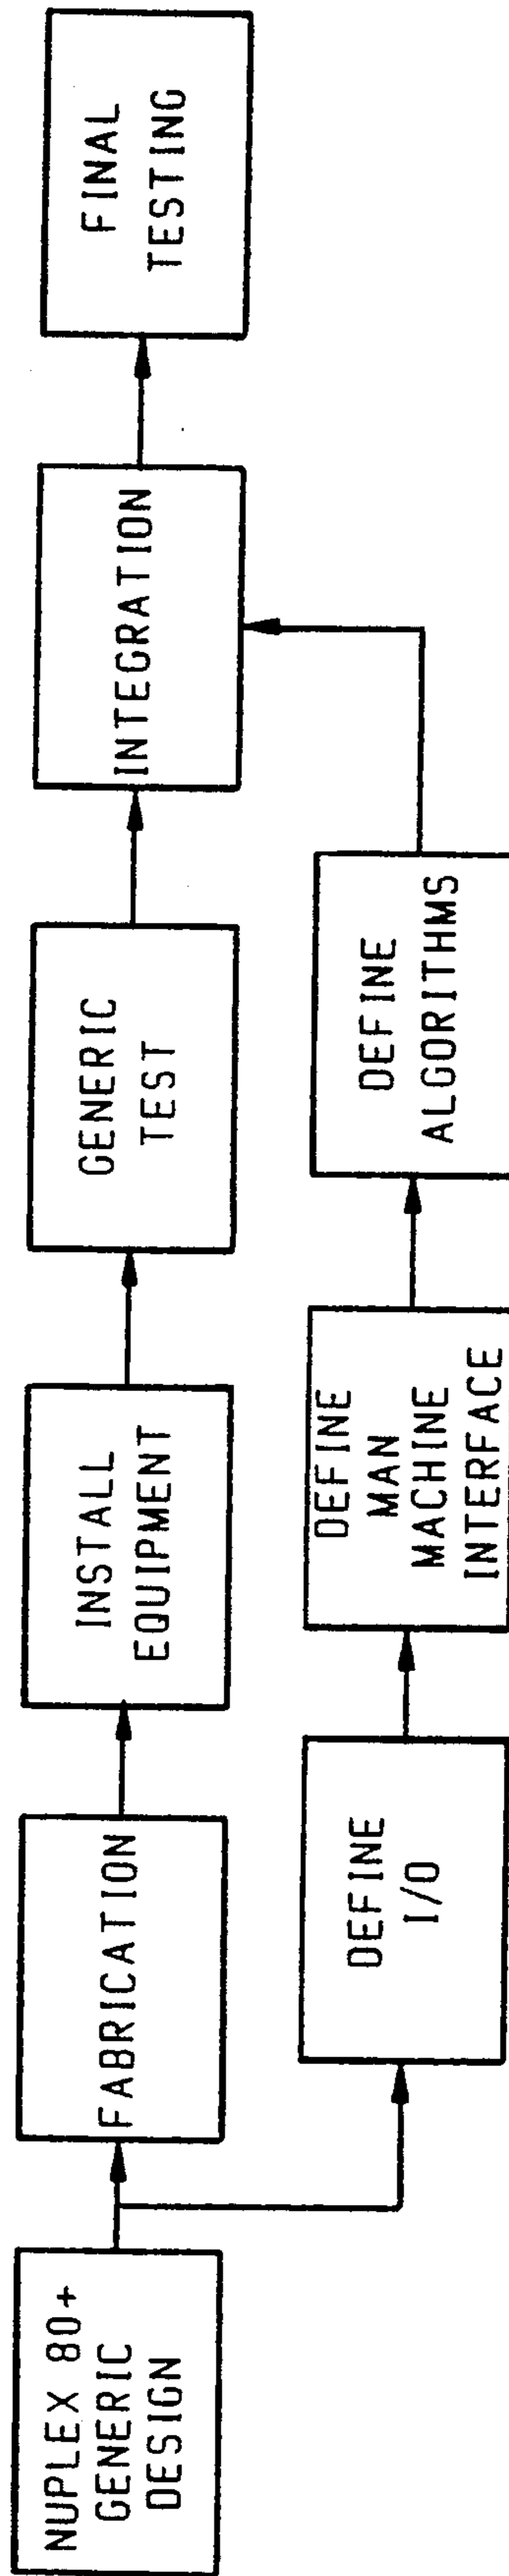 NUPLEX 80+
GENERIC
DESIGN
FABRICATION
INSTALL
EQUIPMENT
GENERIC
TEST
INTEGRATION
FINAL
TESTING
DEFINE
I/O
DEFINE
MAN
MACHINE
INTERFACE
DEFINE
ALGORITHMS